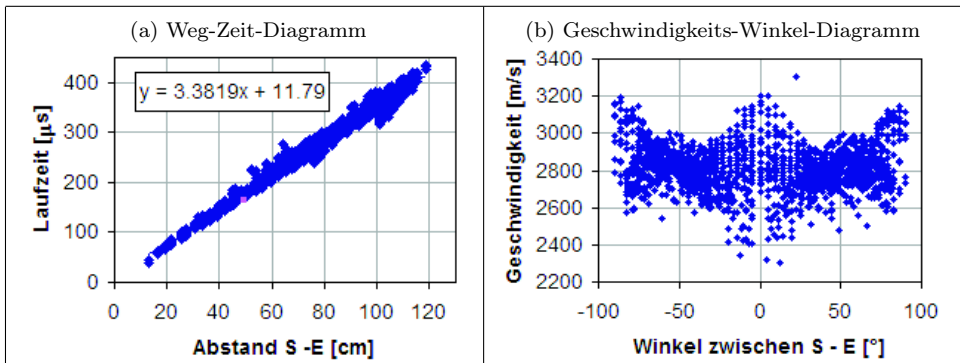 (a) Weg-Zeit-Diagramm
400
300
200
100
0
Laufzeit [µs]
y = 3.3819x + 11.79
0 20 40 60 80 100 120
Abstand S -E [cm]
(b) Geschwindigkeits-Winkel-Diagramm
3400
3200
3000
2800
2600
2400
2200
Geschwindigkeit [m/s]
-100 -50 0 50 100
Winkel zwischen S - E [°]